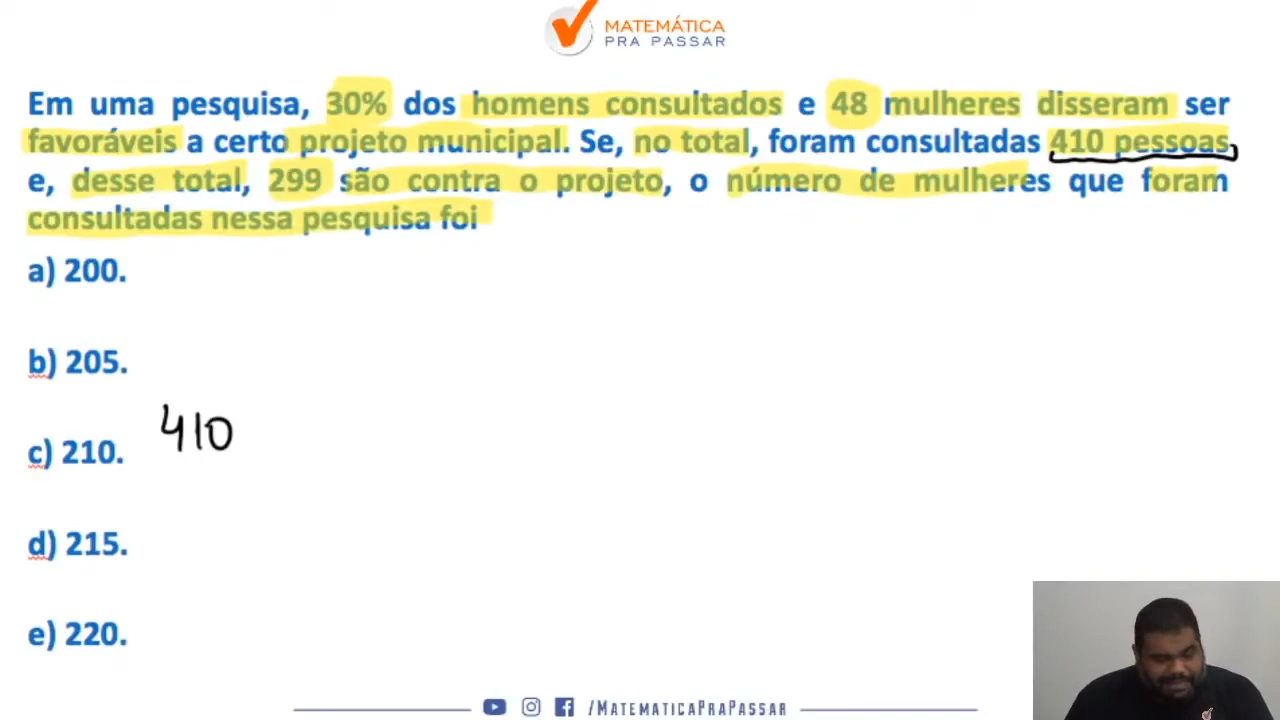 MATEMÁTICA
PRA PASSAR
Em uma pesquisa, 30% dos homens consultados e 48 mulheres disseram ser
favoráveis a certo projeto municipal. Se, no total, foram consultadas 410 pessoas
e, desse total, 299 são contra o projeto, o número de mulheres que foram
consultadas nessa pesquisa foi
a) 200.
b) 205.
410
c) 210.
d) 215.
e) 220.
/MATEMATICAPRAPASSAR